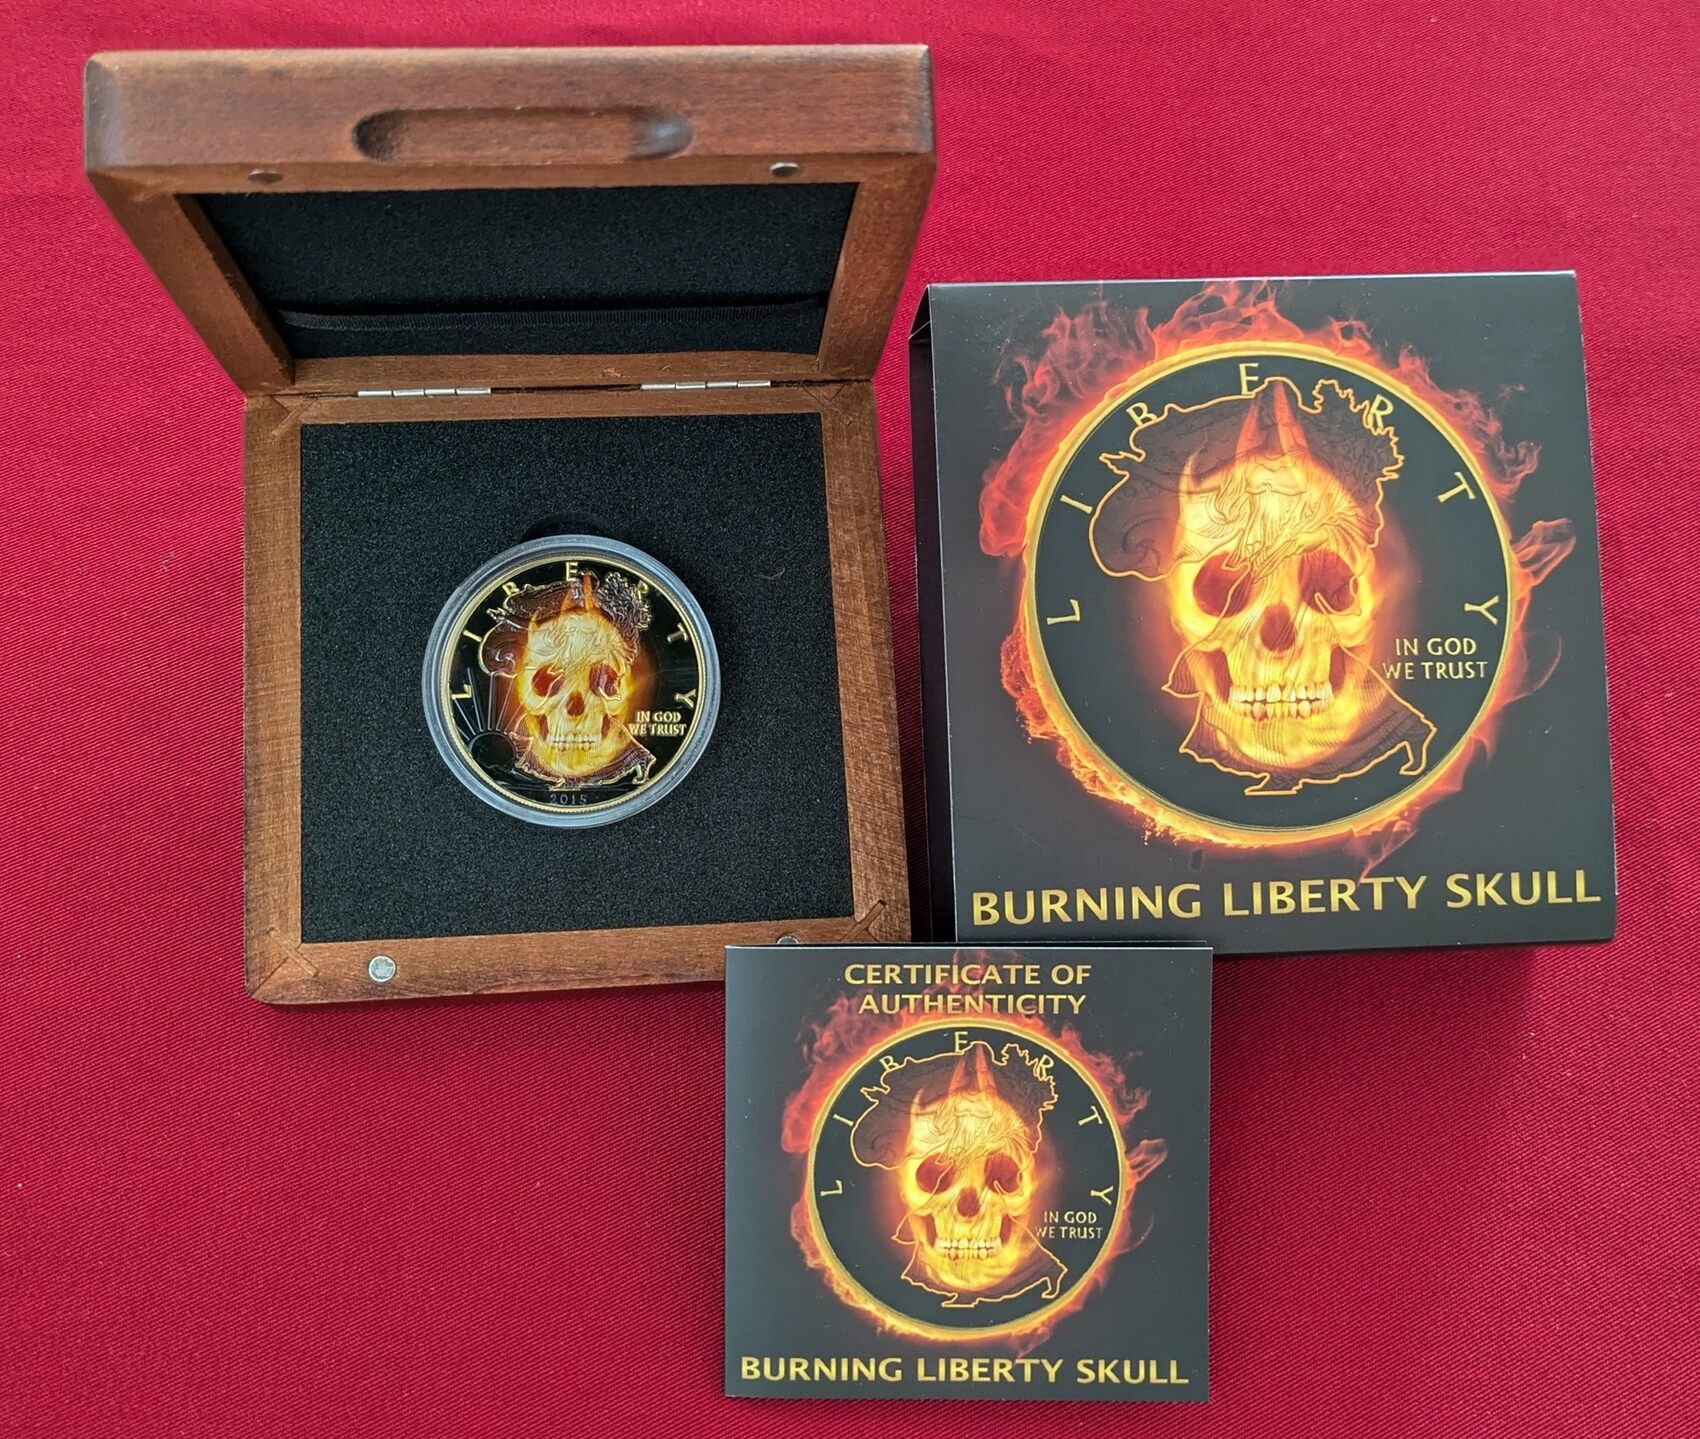 LIBERTY
IN GOD
WE TRUST
2015
LIBERTY
IN GOD
WE TRUST
BURNING LIBERTY SKULL
CERTIFICATE OF
AUTHENTICITY
LIBERTY
IN GOD
WE TRUST
BURNING LIBERTY SKULL